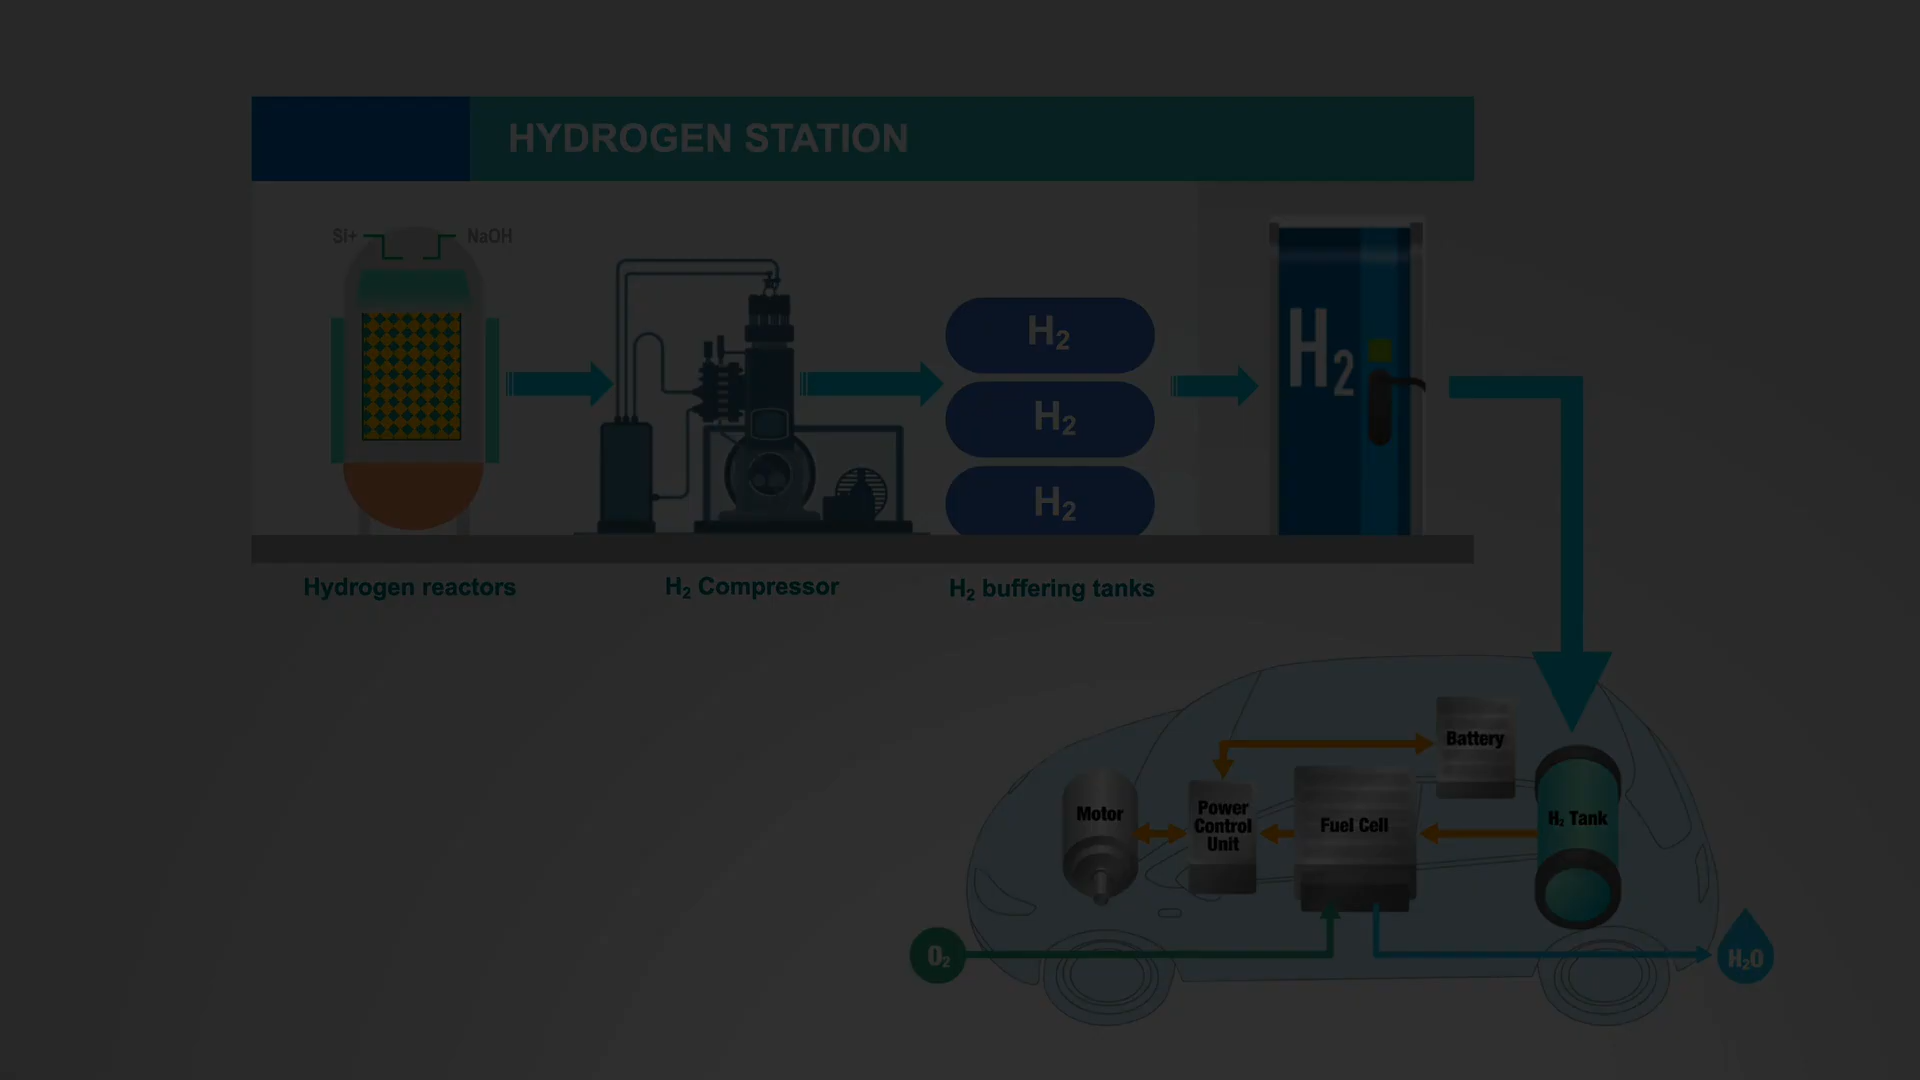 HYDROGEN STATION
Si+
NaOH
H₂
H₂
H₂
H₂
Hydrogen reactors
H₂ Compressor
H₂ buffering tanks
Battery
Motor
Power
Control
Unit
Fuel Cell
H₂ Tank
O₂
H₂O